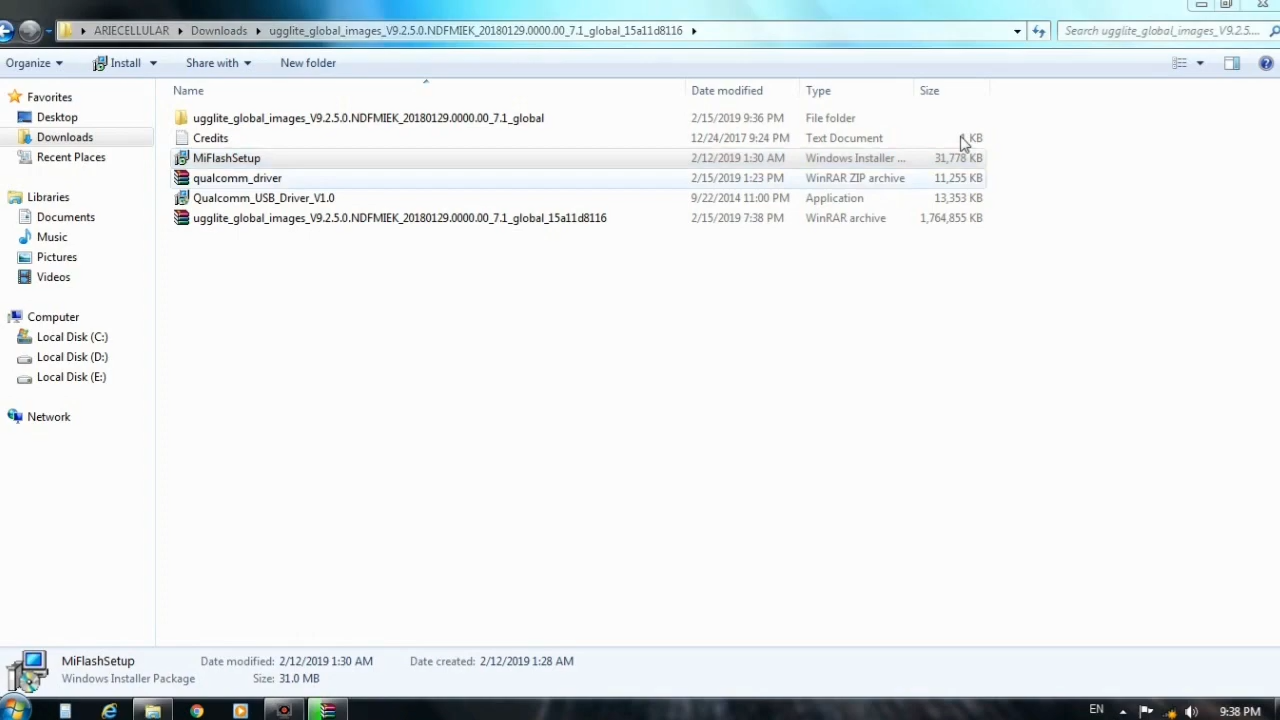 ARIECELLULAR Downloads ugglite_global_images_V9.2.5.0.NDFMIEK_20180129.0000.00_7.1_global_15a11d8116 Search ugglite_global_images_V9.2.5....
Organize Install Share with New folder
Favorites
Desktop
Downloads
Recent Places
Libraries
Documents
Music
Pictures
Videos
Computer
Local Disk (C:)
Local Disk (D:)
Local Disk (E:)
Network
Name Date modified Type Size
ugglite_global_images_V9.2.5.0.NDFMIEK_20180129.0000.00_7.1_global 2/15/2019 9:36 PM File folder
Credits 12/24/2017 9:24 PM Text Document KB
MiFlashSetup 2/12/2019 1:30 AM Windows Installer ... 31,778 KB
qualcomm_driver 2/15/2019 1:23 PM WinRAR ZIP archive 11,255 KB
Qualcomm_USB_Driver_V1.0 9/22/2014 11:00 PM Application 13,353 KB
ugglite_global_images_V9.2.5.0.NDFMIEK_20180129.0000.00_7.1_global_15a11d8116 2/15/2019 7:38 PM WinRAR archive 1,764,855 KB
MiFlashSetup Date modified: 2/12/2019 1:30 AM Date created: 2/12/2019 1:28 AM
Windows Installer Package Size: 31.0 MB
EN 9:38 PM